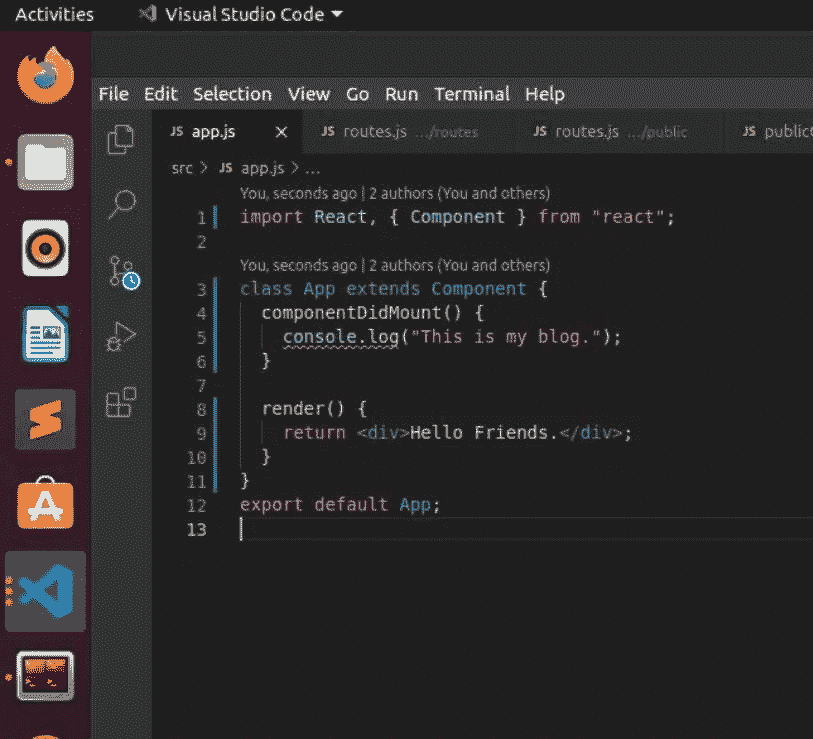 Activities Visual Studio Code
File Edit Selection View Go Run Terminal Help
JS app.js × JS routes.js .../routes JS routes.js .../public JS public
src > JS app.js > ...
You, seconds ago | 2 authors (You and others)
1 import React, { Component } from "react";
2
You, seconds ago | 2 authors (You and others)
3 class App extends Component {
4 componentDidMount() {
5 console.log("This is my blog.");
6 }
7
8 render() {
9 return <div>Hello Friends.</div>;
10 }
11 }
12 export default App;
13